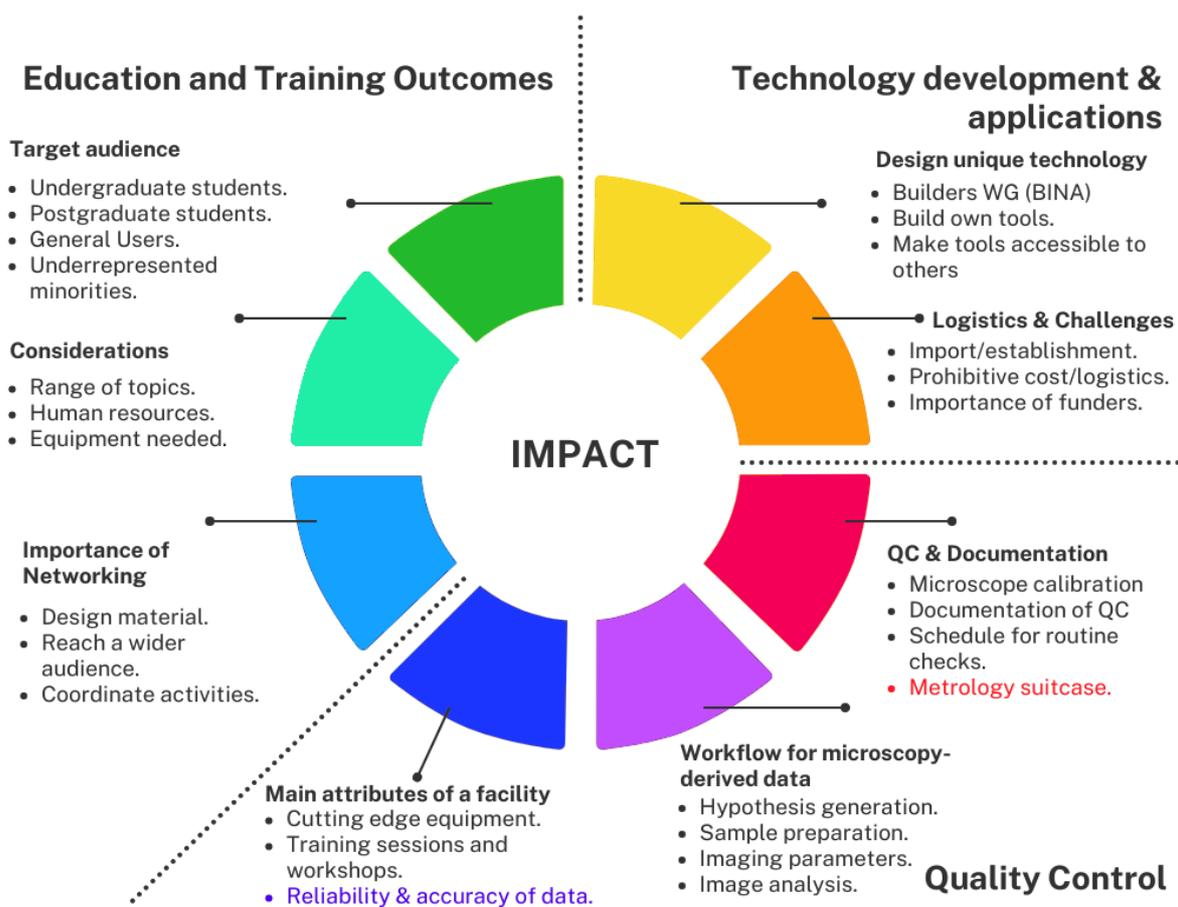 Education and Training Outcomes
Target audience
• Undergraduate students.
• Postgraduate students.
• General Users.
• Underrepresented
minorities.
Considerations
• Range of topics.
• Human resources.
• Equipment needed.
Importance of
Networking
• Design material.
• Reach a wider
audience.
• Coordinate activities.
Technology development &
applications
Design unique technology
• Builders WG (BINA)
• Build own tools.
• Make tools accessible to
others
Logistics & Challenges
• Import/establishment.
• Prohibitive cost/logistics.
• Importance of funders.
IMPACT
QC & Documentation
• Microscope calibration
• Documentation of QC
• Schedule for routine
checks.
• Metrology suitcase.
Workflow for microscopy-
derived data
• Hypothesis generation.
• Sample preparation.
• Imaging parameters.
• Image analysis.
Main attributes of a facility
• Cutting edge equipment.
• Training sessions and
workshops.
• Reliability & accuracy of data.
Quality Control